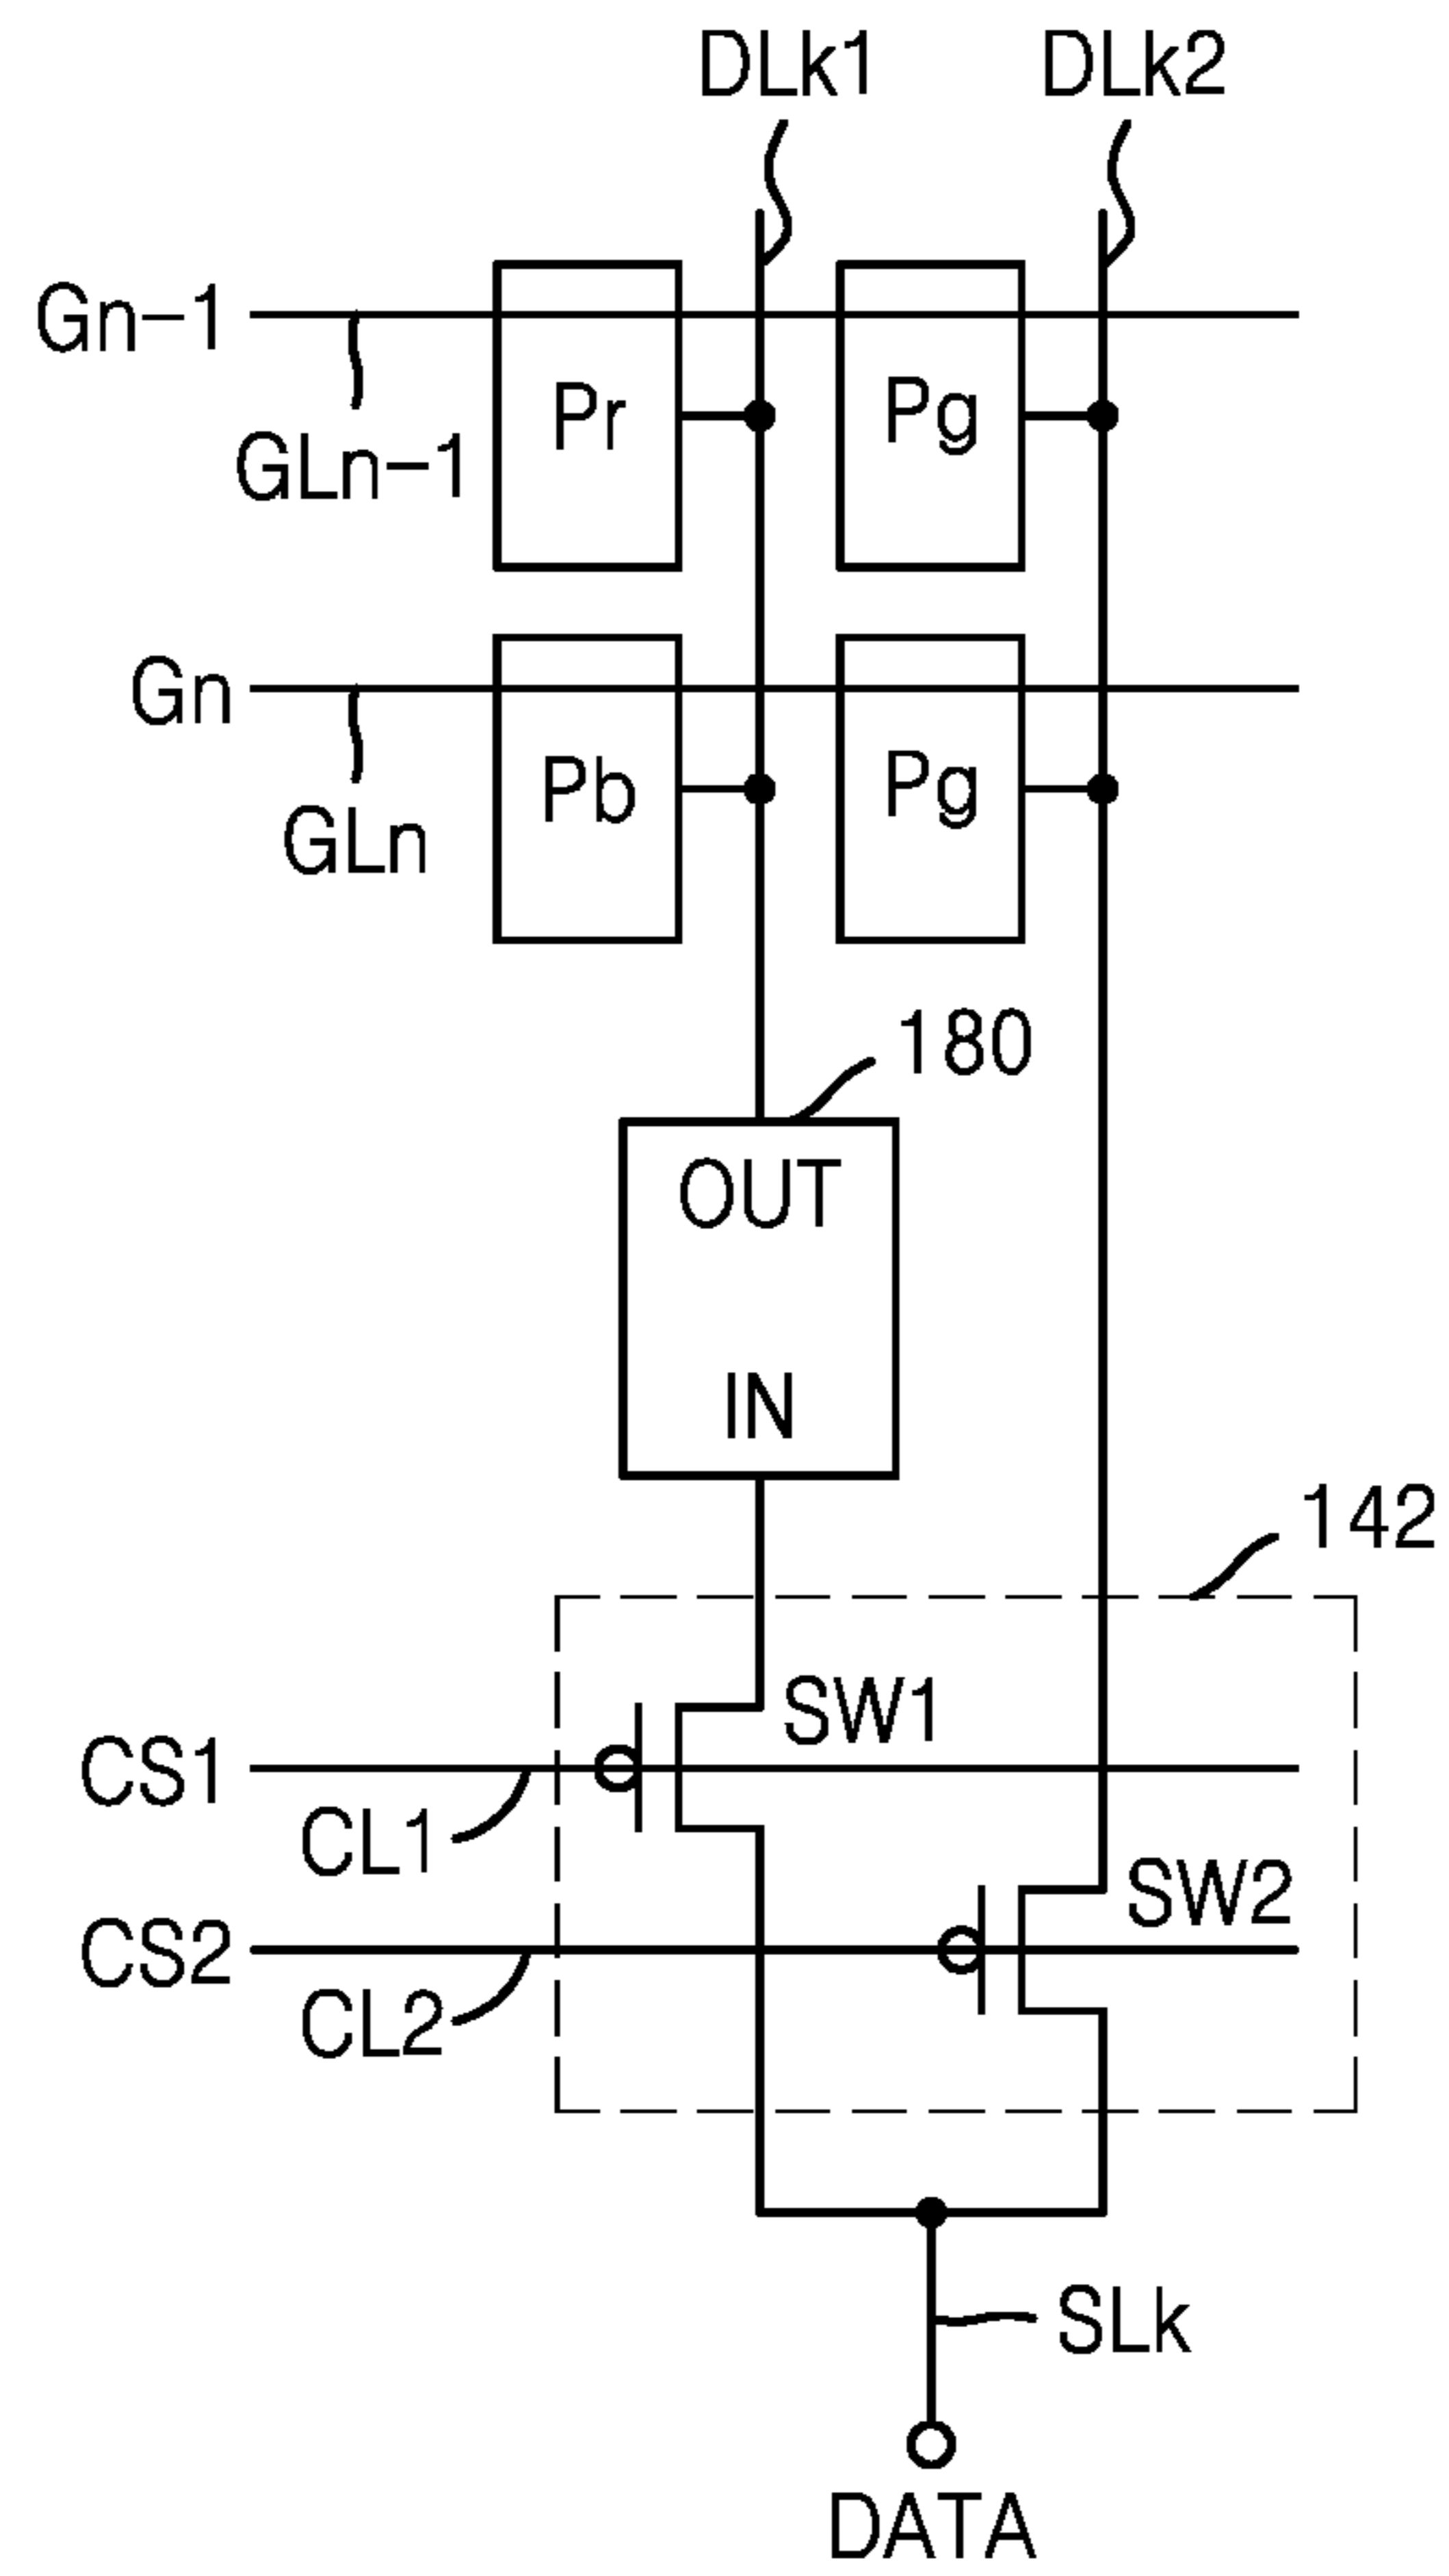 DLk1 DLk2
Gn-1
Pr Pg
GLn-1
Gn
Pb Pg
GLn
180
OUT
IN
142
SW1
CS1
CL1
SW2
CS2
CL2
SLk
DATA